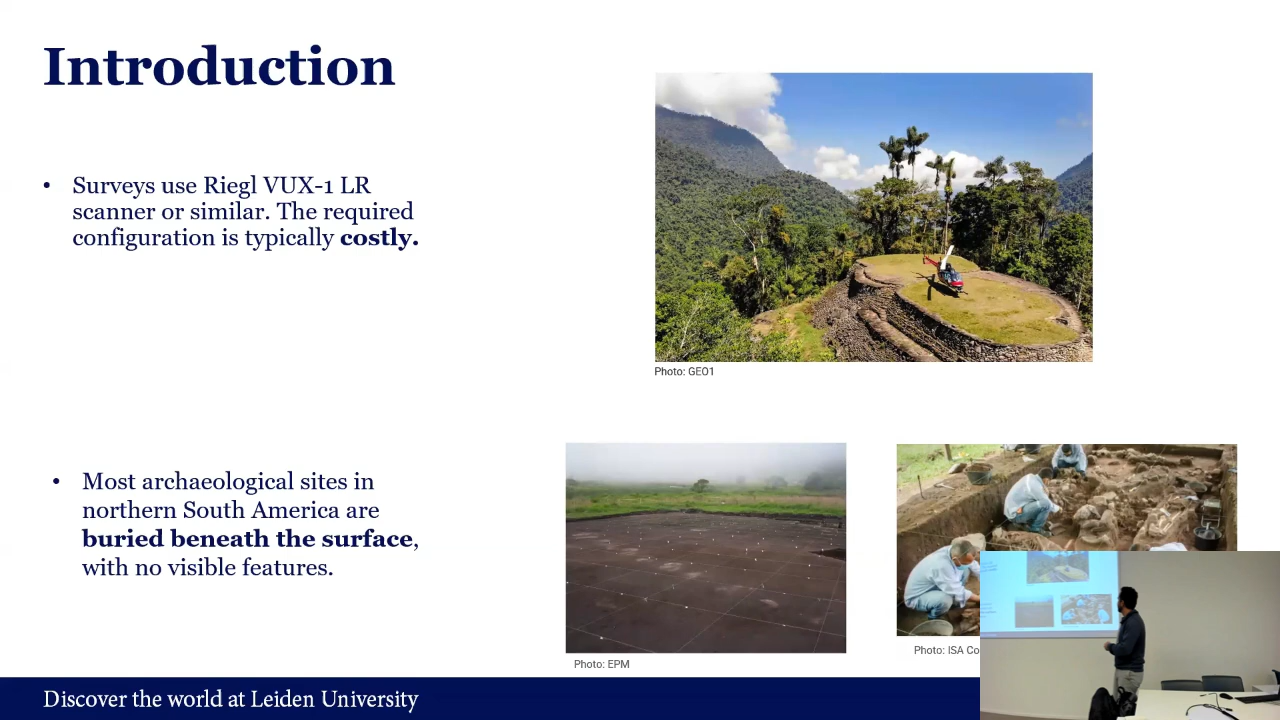 Introduction
• Surveys use Riegl VUX-1 LR
scanner or similar. The required
configuration is typically costly.
Photo: GEO1
• Most archaeological sites in
northern South America are
buried beneath the surface,
with no visible features.
Photo: EPM
Photo: ISA
Discover the world at Leiden University